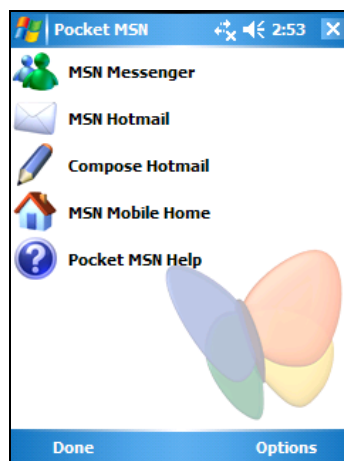 Pocket MSN 2:53
MSN Messenger
MSN Hotmail
Compose Hotmail
MSN Mobile Home
Pocket MSN Help
Done Options